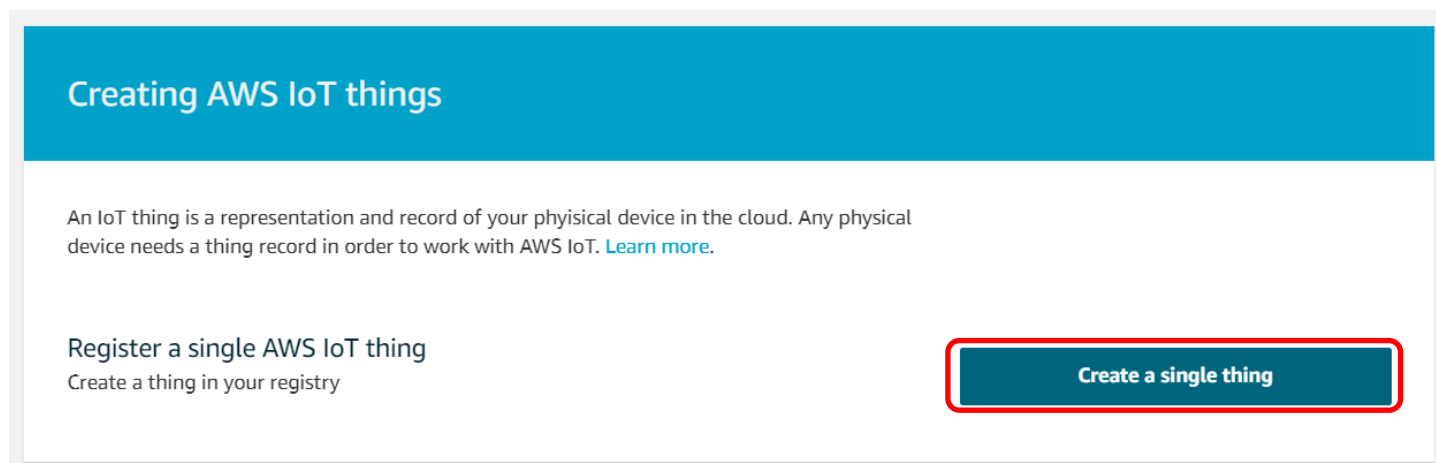 Creating AWS IoT things
An IoT thing is a representation and record of your phyisical device in the cloud. Any physical
device needs a thing record in order to work with AWS IoT. Learn more.
Register a single AWS IoT thing
Create a thing in your registry
Create a single thing